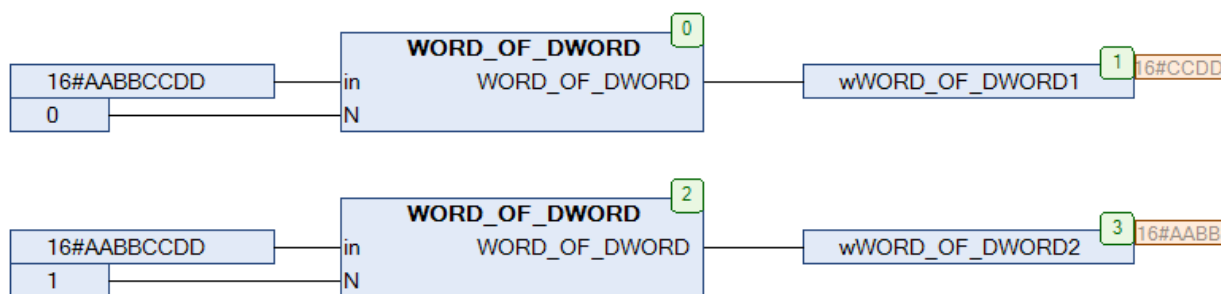 0
WORD_OF_DWORD
16#AABBCCDD in WORD_OF_DWORD wWORD_OF_DWORD1 1 16#CCDD
0 N
2
WORD_OF_DWORD
16#AABBCCDD in WORD_OF_DWORD wWORD_OF_DWORD2 3 16#AABB
1 N